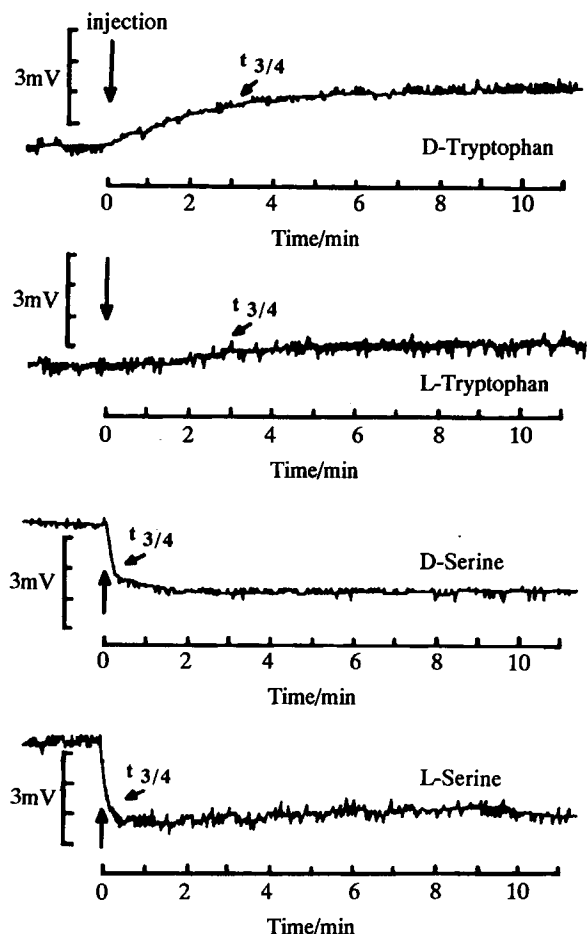 injection
3mV
t 3/4
D-Tryptophan
0 2 4 6 8 10
Time/min
3mV
t 3/4
L-Tryptophan
0 2 4 6 8 10
Time/min
t 3/4
3mV
D-Serine
0 2 4 6 8 10
Time/min
t 3/4
3mV
L-Serine
0 2 4 6 8 10
Time/min